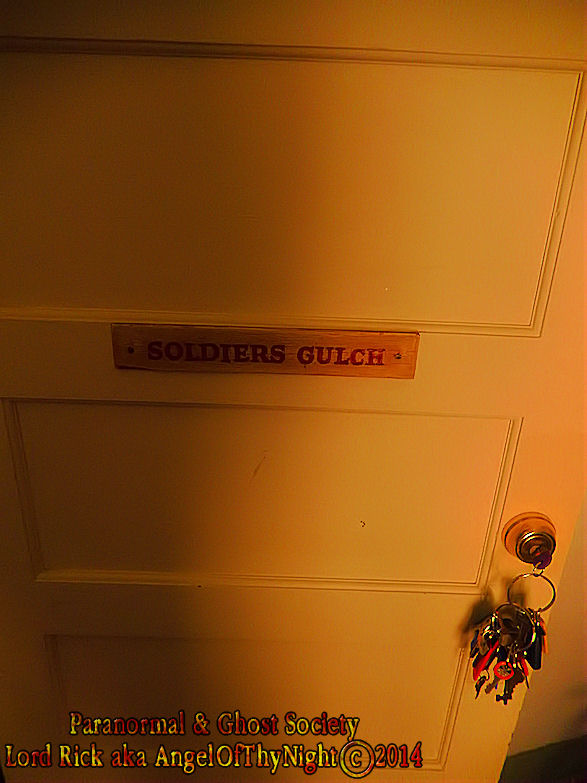 SOLDIERS GULCH
Paranormal & Ghost Society
Lord Rick aka AngelOfThyNight©2014